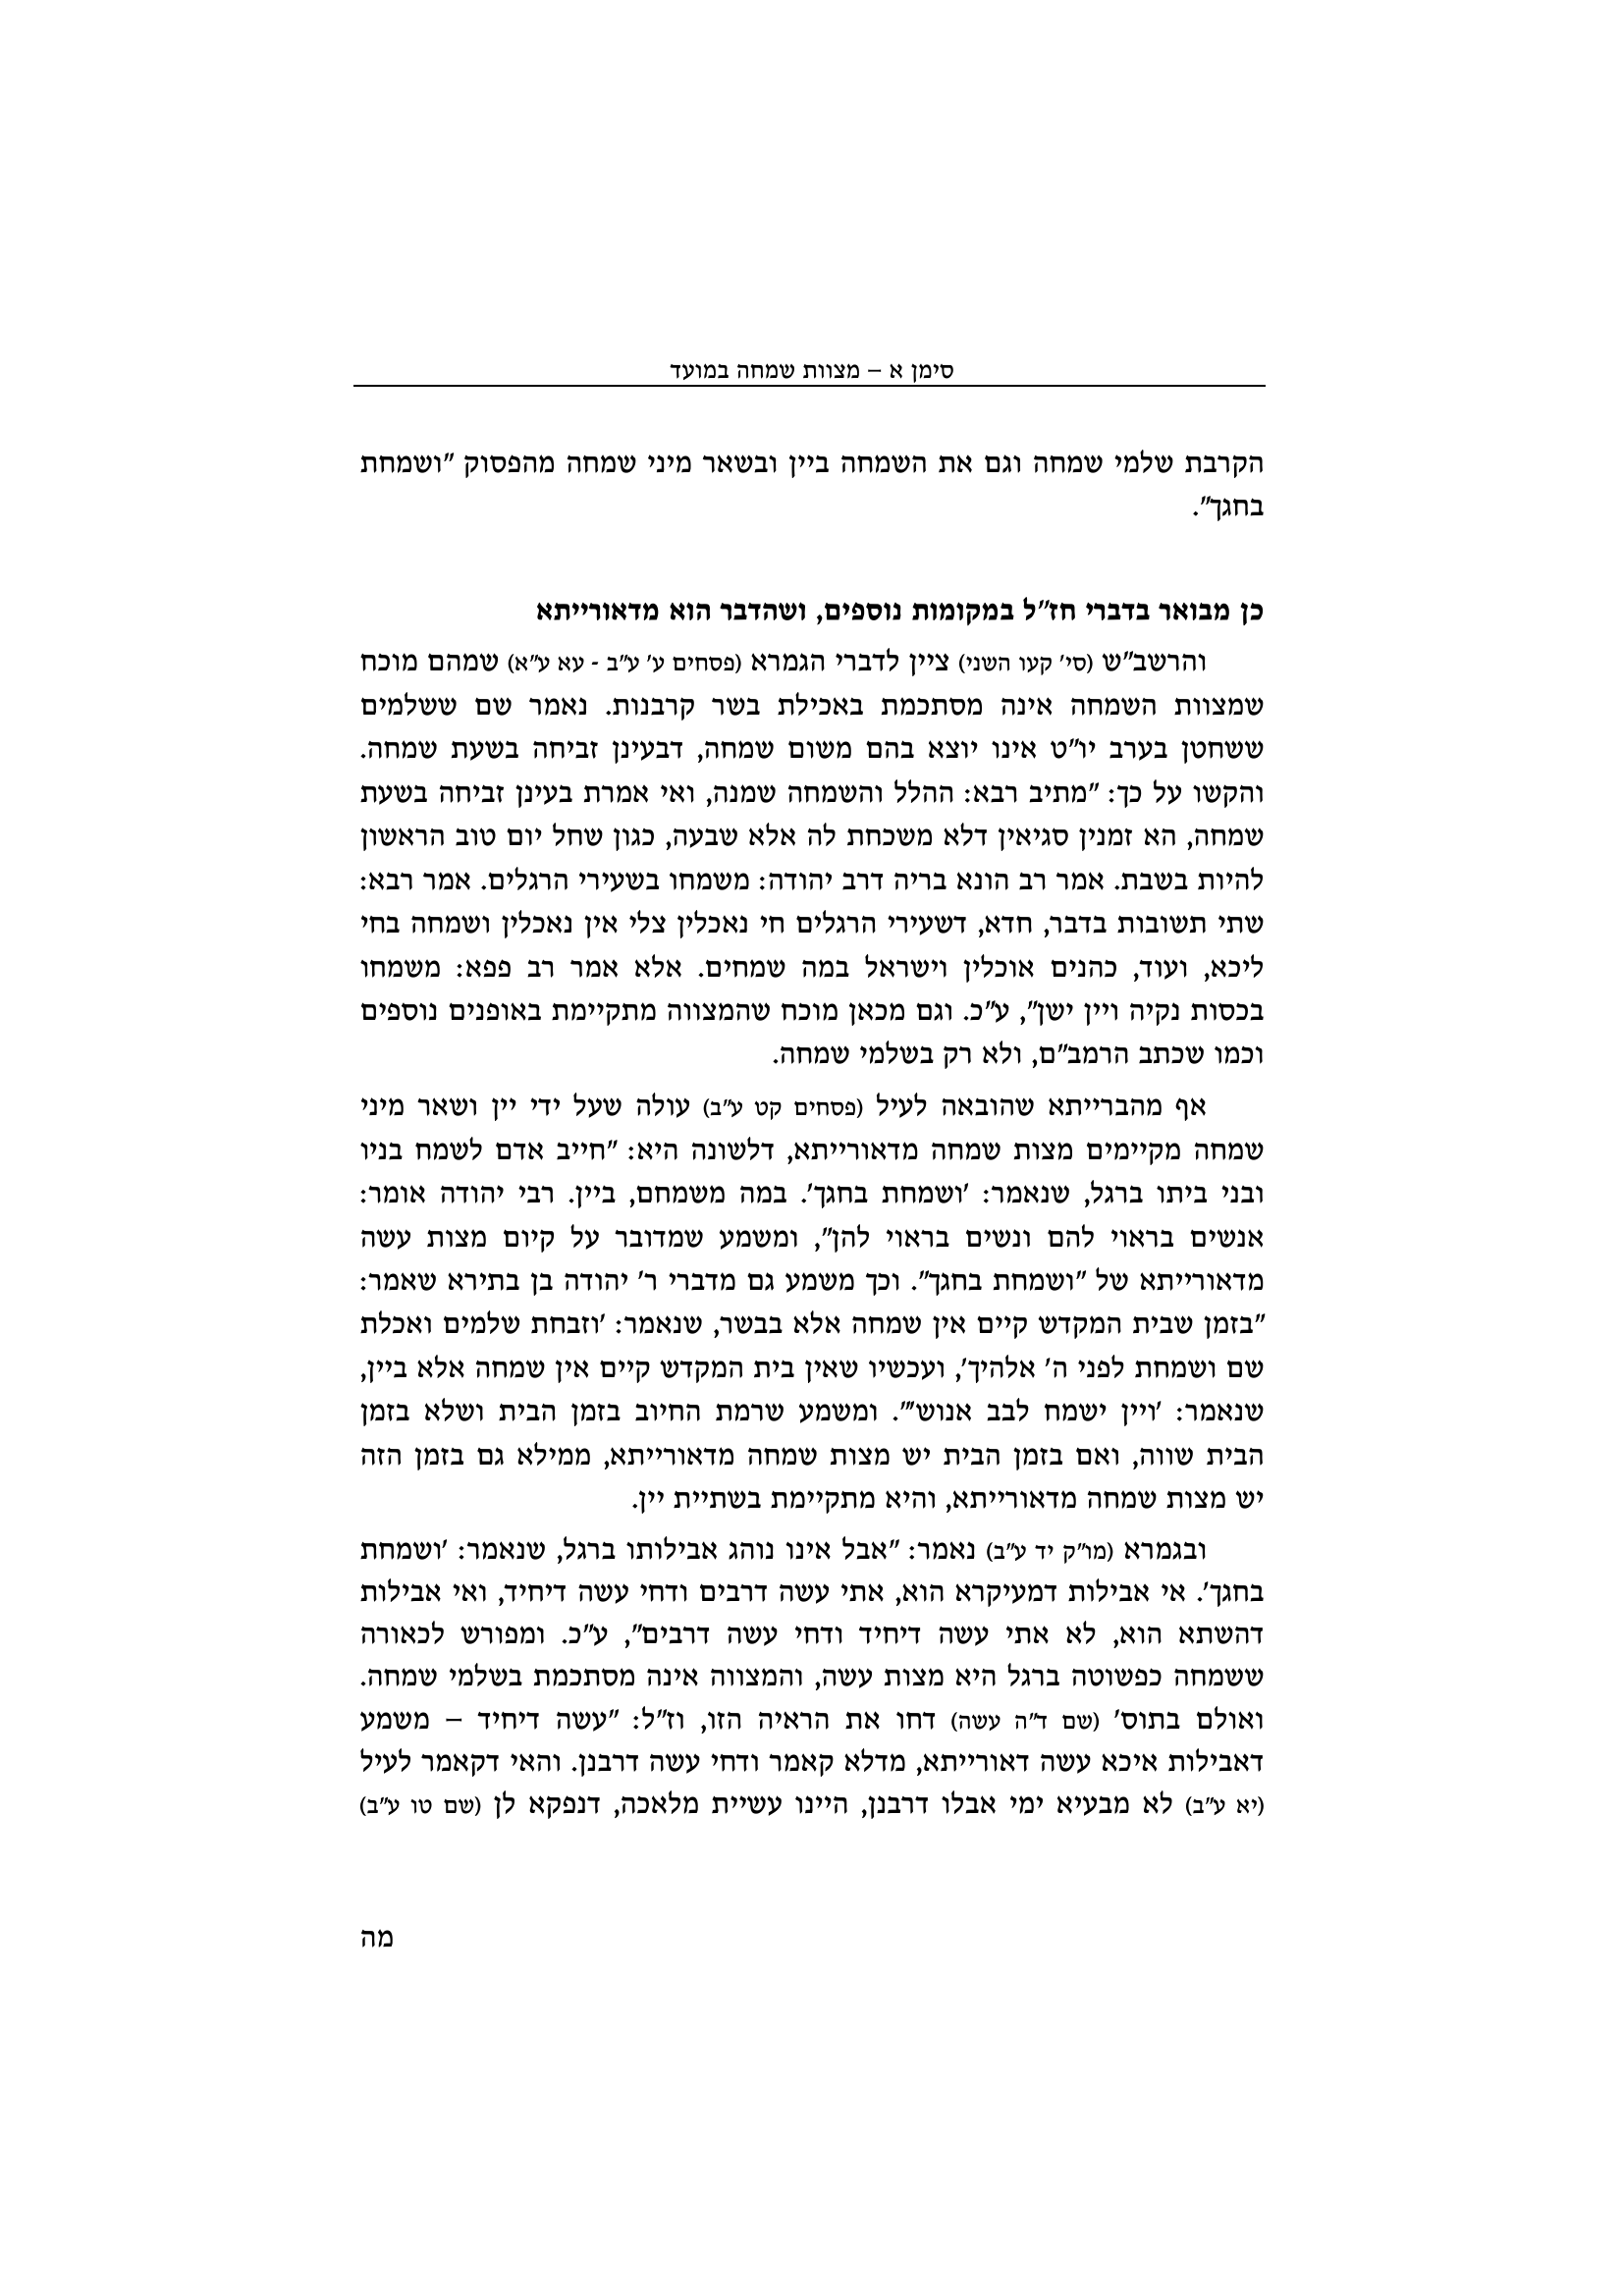 סימן א – מצוות שמחה במועד
הקרבת שלמי שמחה וגם את השמחה ביין ובשאר מיני שמחה מהפסוק "ושמחת
בחגך".
כן מבואר בדברי חז"ל במקומות נוספים, ושהדבר הוא מדאורייתא
והרשב"ש (סי' קעו השני) ציין לדברי הגמרא (פסחים ע' ע"ב - עא ע"א) שמהם מוכח
שמצוות השמחה אינה מסתכמת באכילת בשר קרבנות. נאמר שם ששלמים
ששחטן בערב יו"ט אינו יוצא בהם משום שמחה, דבעינן זביחה בשעת שמחה.
והקשו על כך: "מתיב רבא: ההלל והשמחה שמנה, ואי אמרת בעינן זביחה בשעת
שמחה, הא זמנין סגיאין דלא משכחת לה אלא שבעה, כגון שחל יום טוב הראשון
להיות בשבת. אמר רב הונא בריה דרב יהודה: משמחו בשעירי הרגלים. אמר רבא:
שתי תשובות בדבר, חדא, דשעירי הרגלים חי נאכלין צלי אין נאכלין ושמחה בחי
ליכא, ועוד, כהנים אוכלין וישראל במה שמחים. אלא אמר רב פפא: משמחו
בכסות נקיה ויין ישן", ע"כ. וגם מכאן מוכח שהמצווה מתקיימת באופנים נוספים
וכמו שכתב הרמב"ם, ולא רק בשלמי שמחה.
אף מהברייתא שהובאה לעיל (פסחים קט ע"ב) עולה שעל ידי יין ושאר מיני
שמחה מקיימים מצות שמחה מדאורייתא, דלשונה היא: "חייב אדם לשמח בניו
ובני ביתו ברגל, שנאמר: 'ושמחת בחגך'. במה משמחם, ביין. רבי יהודה אומר:
אנשים בראוי להם ונשים בראוי להן", ומשמע שמדובר על קיום מצות עשה
מדאורייתא של "ושמחת בחגך". וכך משמע גם מדברי ר' יהודה בן בתירא שאמר:
"בזמן שבית המקדש קיים אין שמחה אלא בבשר, שנאמר: 'וזבחת שלמים ואכלת
שם ושמחת לפני ה' אלהיך', ועכשיו שאין בית המקדש קיים אין שמחה אלא ביין,
שנאמר: 'ויין ישמח לבב אנוש'". ומשמע שרמת החיוב בזמן הבית ושלא בזמן
הבית שווה, ואם בזמן הבית יש מצות שמחה מדאורייתא, ממילא גם בזמן הזה
יש מצות שמחה מדאורייתא, והיא מתקיימת בשתיית יין.
ובגמרא (מו"ק יד ע"ב) נאמר: "אבל אינו נוהג אבילותו ברגל, שנאמר: 'ושמחת
בחגך'. אי אבילות דמעיקרא הוא, אתי עשה דרבים ודחי עשה דיחיד, ואי אבילות
דהשתא הוא, לא אתי עשה דיחיד ודחי עשה דרבים", ע"כ. ומפורש לכאורה
ששמחה כפשוטה ברגל היא מצות עשה, והמצווה אינה מסתכמת בשלמי שמחה.
ואולם בתוס' (שם ד"ה עשה) דחו את הראיה הזו, וז"ל: "עשה דיחיד – משמע
דאבילות איכא עשה דאורייתא, מדלא קאמר ודחי עשה דרבנן. והאי דקאמר לעיל
(יא ע"ב) לא מבעיא ימי אבלו דרבנן, היינו עשיית מלאכה, דנפקא לן (שם טו ע"ב)
מה